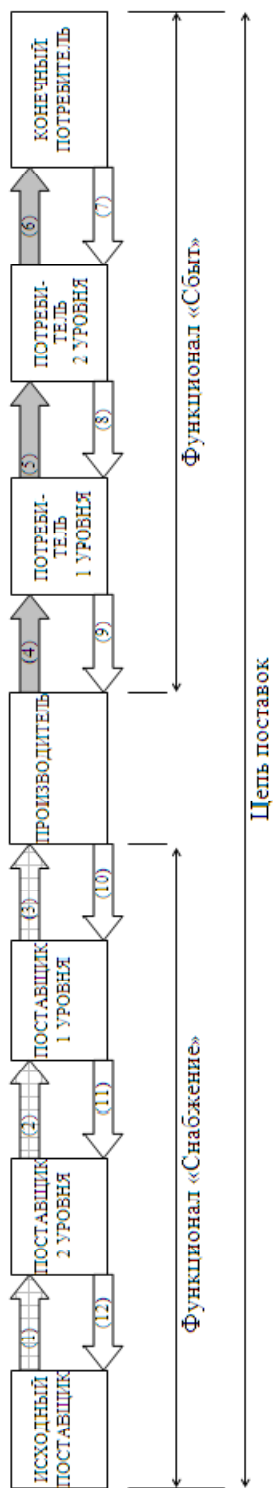 ИСХОДНЫЙ
ПОСТАВЩИК
(1)
(12)
ПОСТАВЩИК
2 УРОВНЯ
(2)
(11)
ПОСТАВЩИК
1 УРОВНЯ
(3)
(10)
ПРОИЗВОДИТЕЛЬ
(4)
(9)
ПОТРЕБИ-
ТЕЛЬ
1 УРОВНЯ
(5)
(8)
ПОТРЕБИ-
ТЕЛЬ
2 УРОВНЯ
(6)
(7)
КОНЕЧНЫЙ
ПОТРЕБИТЕЛЬ
Функционал «Снабжение»
Функционал «Сбыт»
Цепь поставок